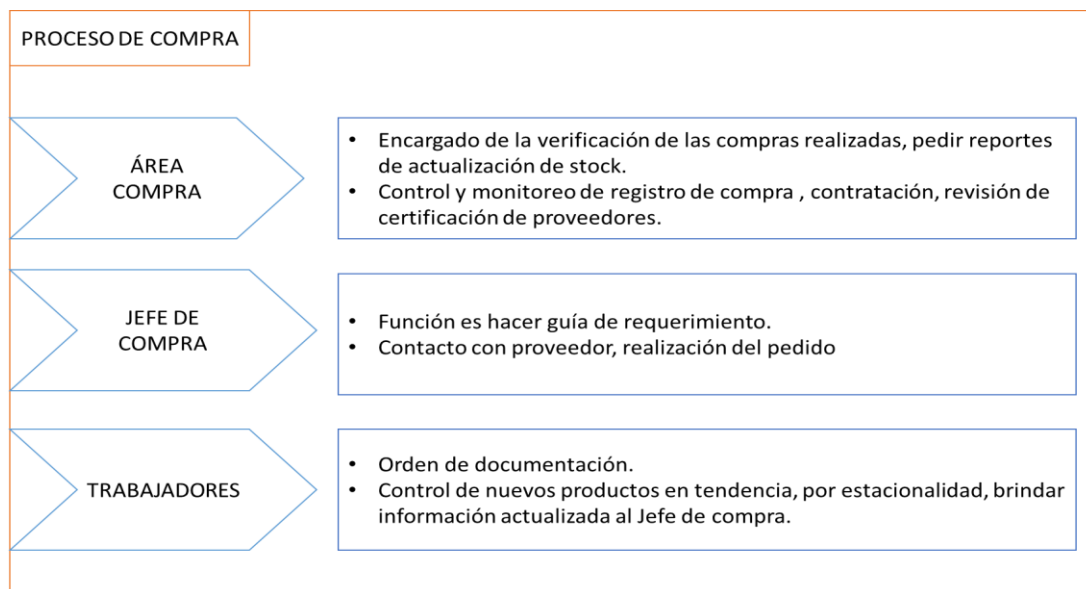 PROCESO DE COMPRA
ÁREA
COMPRA
• Encargado de la verificación de las compras realizadas, pedir reportes
de actualización de stock.
• Control y monitoreo de registro de compra , contratación, revisión de
certificación de proveedores.
JEFE DE
COMPRA
• Función es hacer guía de requerimiento.
• Contacto con proveedor, realización del pedido
TRABAJADORES
• Orden de documentación.
• Control de nuevos productos en tendencia, por estacionalidad, brindar
información actualizada al Jefe de compra.